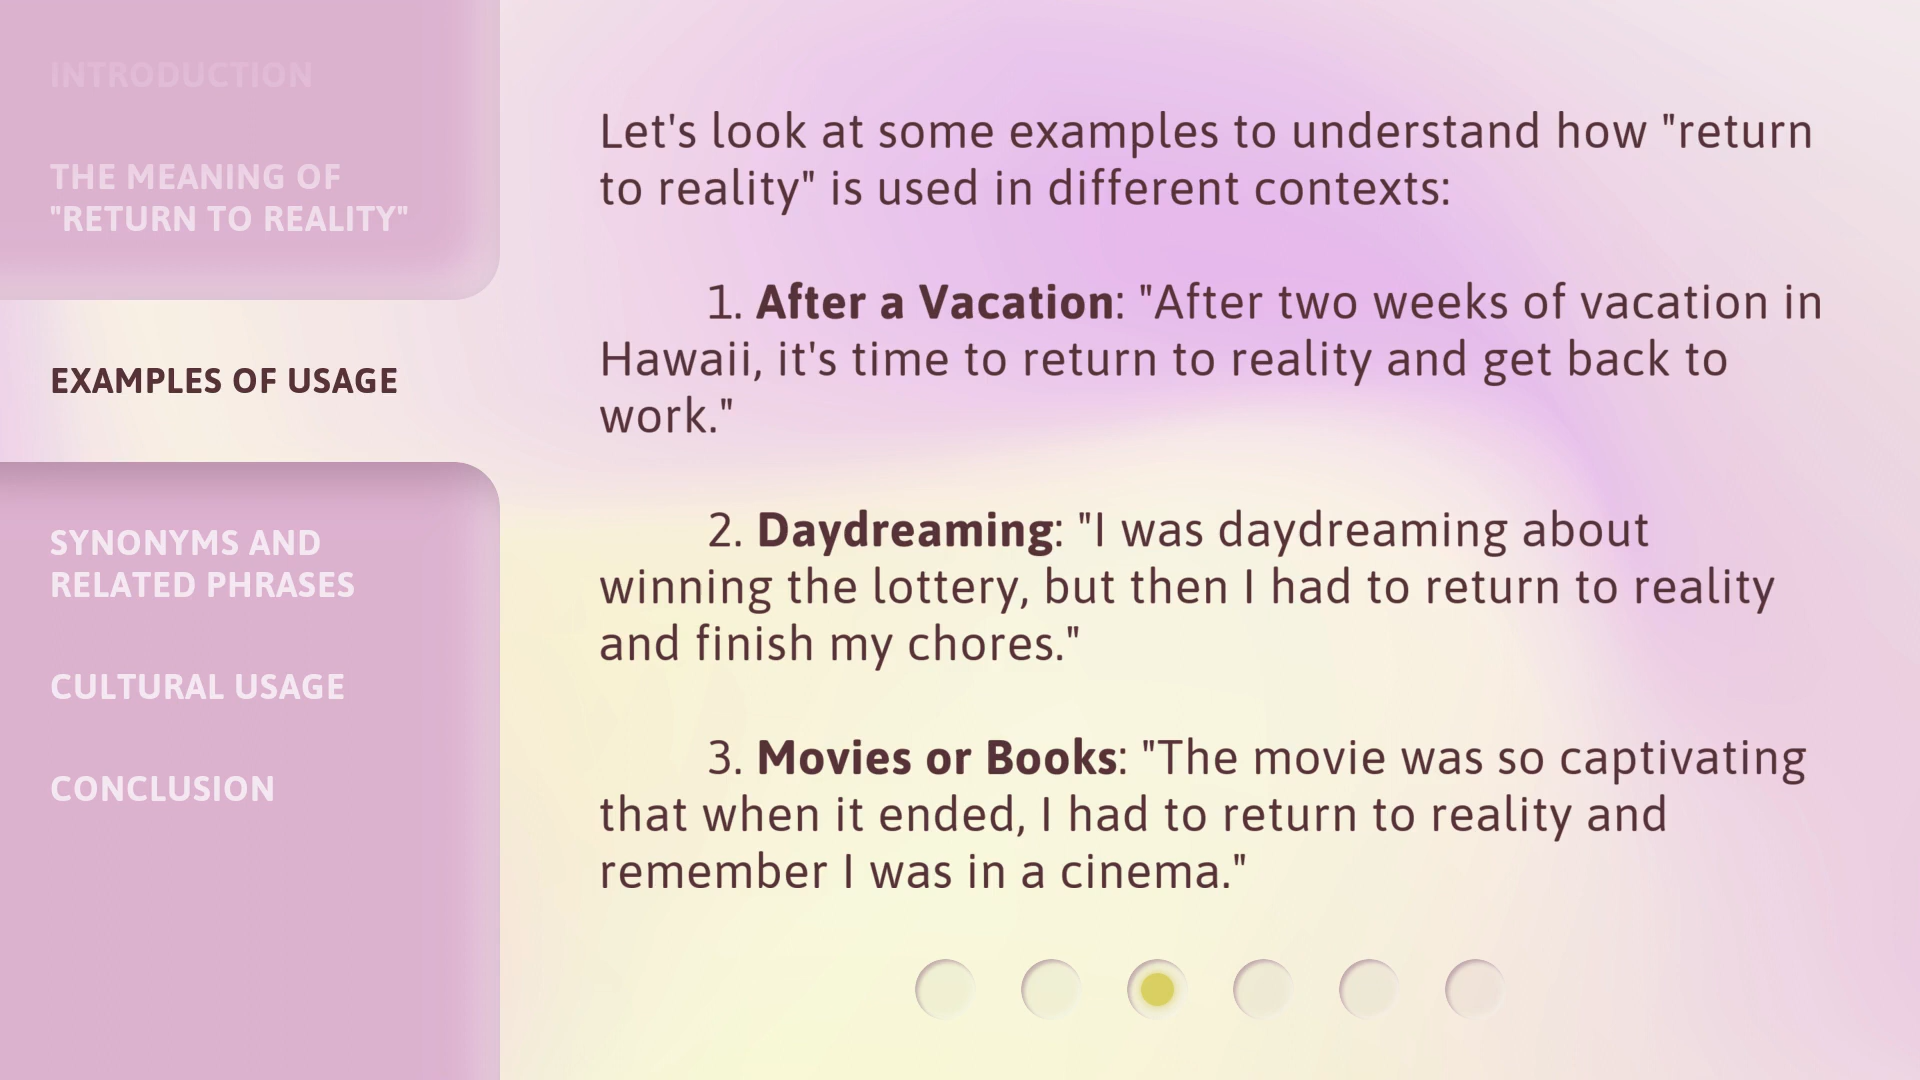 INTRODUCTION
THE MEANING OF
"RETURN TO REALITY"
EXAMPLES OF USAGE
SYNONYMS AND
RELATED PHRASES
CULTURAL USAGE
CONCLUSION
Let's look at some examples to understand how "return
to reality" is used in different contexts:
1. After a Vacation: "After two weeks of vacation in
Hawaii, it's time to return to reality and get back to
work."
2. Daydreaming: "I was daydreaming about
winning the lottery, but then I had to return to reality
and finish my chores."
3. Movies or Books: "The movie was so captivating
that when it ended, I had to return to reality and
remember I was in a cinema."